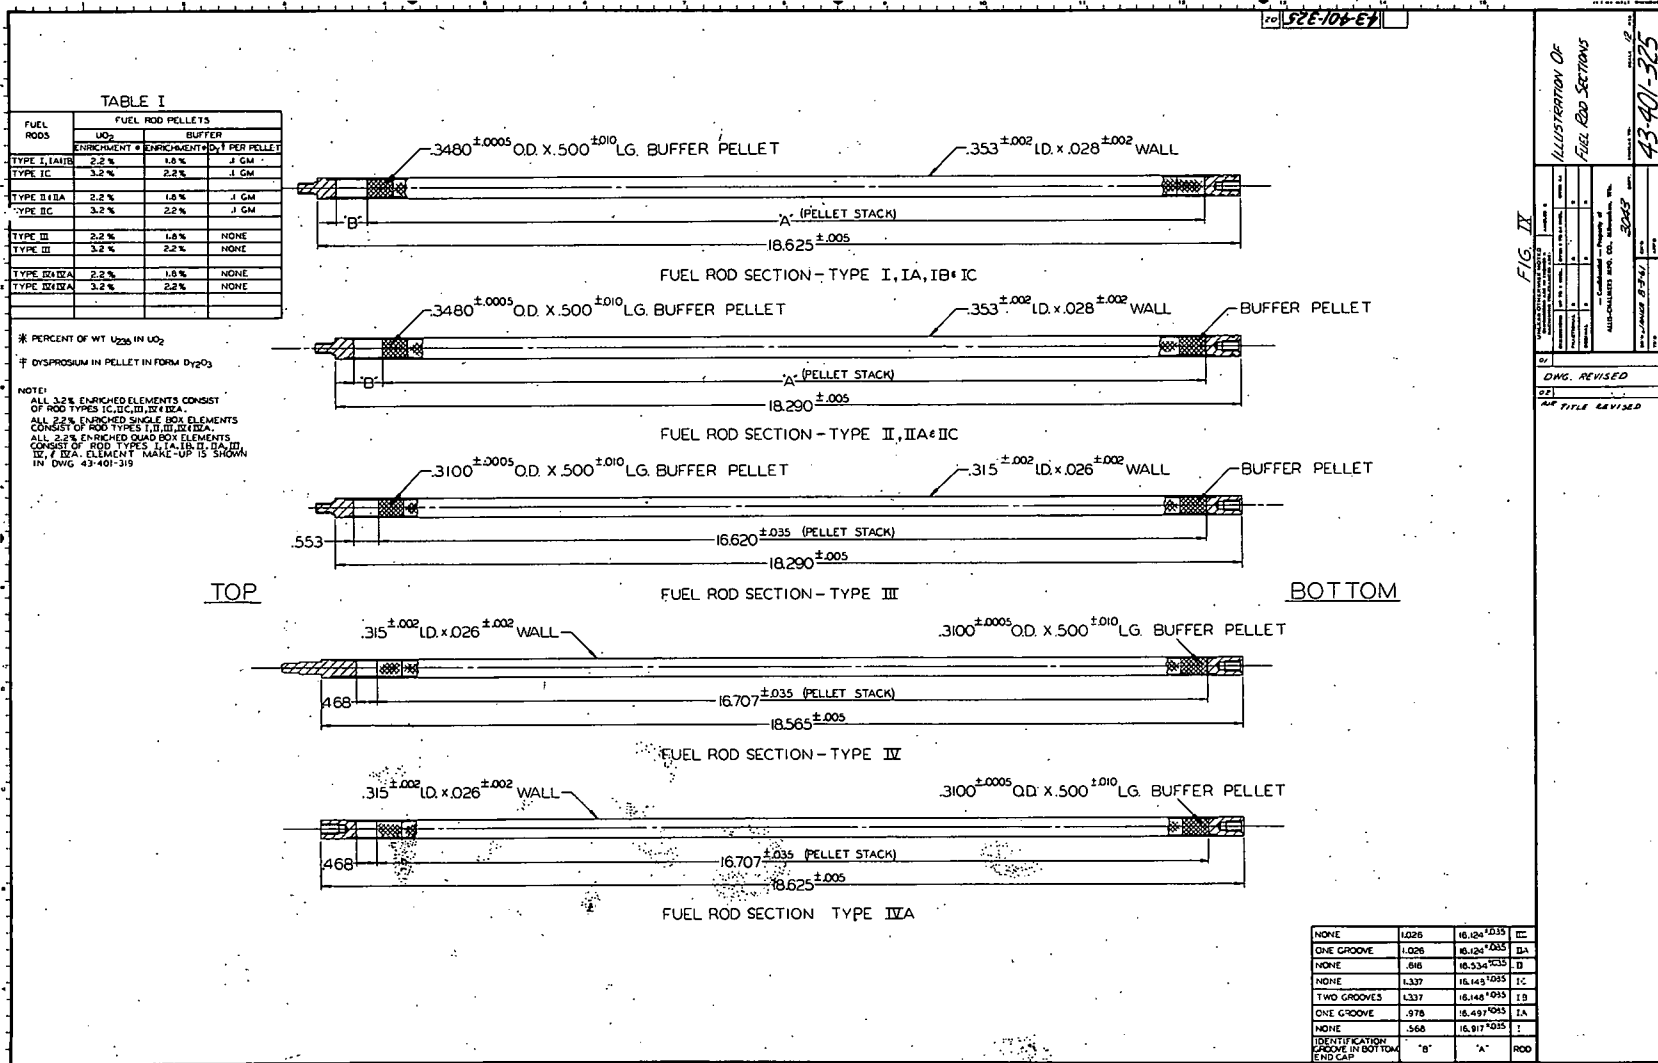 43-401-325 02
TABLE I
FUEL RODS
FUEL ROD PELLETS
UO2 BUFFER
ENRICHMENT * ENRICHMENT * Dy † PER PELLET
TYPE I, IA&IB 2.2 % 1.8 % .1 GM
TYPE IC 3.2 % 2.2 % .1 GM
TYPE II & IIA 2.2 % 1.8 % .1 GM
TYPE IIC 3.2 % 2.2 % .1 GM
TYPE III 2.2 % 1.8 % NONE
TYPE III 3.2 % 2.2 % NONE
TYPE IV & IVA 2.2 % 1.8 % NONE
TYPE IV & IVA 3.2 % 2.2 % NONE
* PERCENT OF WT U235 IN UO2
† DYSPROSIUM IN PELLET IN FORM DY2O3
NOTE:
ALL 3.2% ENRICHED ELEMENTS CONSIST
OF ROD TYPES IC, IIC, III, IV & IVA.
ALL 2.2% ENRICHED SINGLE BOX ELEMENTS
CONSIST OF ROD TYPES I, II, III, IV & IVA.
ALL 2.2% ENRICHED QUAD BOX ELEMENTS
CONSIST OF ROD TYPES I, IA, IB, II, IIA, III,
IV, & IVA. ELEMENT MAKE-UP IS SHOWN
IN DWG 43-401-319
.3480 ±.0005 O.D. X .500 ±.010 LG. BUFFER PELLET
.353 ±.002 I.D. X .028 ±.002 WALL
"B"
"A" (PELLET STACK)
18.625 ±.005
FUEL ROD SECTION - TYPE I, IA, IB & IC
.3480 ±.0005 O.D. X .500 ±.010 LG. BUFFER PELLET
.353 ±.002 I.D. X .028 ±.002 WALL
BUFFER PELLET
"B"
"A" (PELLET STACK)
18.290 ±.005
FUEL ROD SECTION - TYPE II, IIA & IIC
.3100 ±.0005 O.D. X .500 ±.010 LG. BUFFER PELLET
.315 ±.002 I.D. X .026 ±.002 WALL
BUFFER PELLET
.553
16.620 ±.035 (PELLET STACK)
18.290 ±.005
FUEL ROD SECTION - TYPE III
TOP
BOTTOM
.315 ±.002 I.D. X .026 ±.002 WALL
.3100 ±.0005 O.D. X .500 ±.010 LG. BUFFER PELLET
.468
16.707 ±.035 (PELLET STACK)
18.565 ±.005
FUEL ROD SECTION - TYPE IV
.315 ±.002 I.D. X .026 ±.002 WALL
.3100 ±.0005 O.D. X .500 ±.010 LG. BUFFER PELLET
.468
16.707 ±.035 (PELLET STACK)
18.625 ±.005
FUEL ROD SECTION TYPE IVA
FIG. IX
ILLUSTRATION OF
FUEL ROD SECTIONS
43-401-325
01
DWG. REVISED
02
TITLE REVISED
NONE 1.026 16.124 ±.035 IIC
ONE GROOVE 1.026 16.124 ±.035 IIA
NONE .616 16.534 ±.035 II
NONE 1.337 16.148 ±.035 IC
TWO GROOVES 1.337 16.148 ±.035 IB
ONE GROOVE .978 16.497 ±.035 IA
NONE .568 16.917 ±.035 I
IDENTIFICATION
GROOVE IN BOTTOM
END CAP
"B" "A" ROD